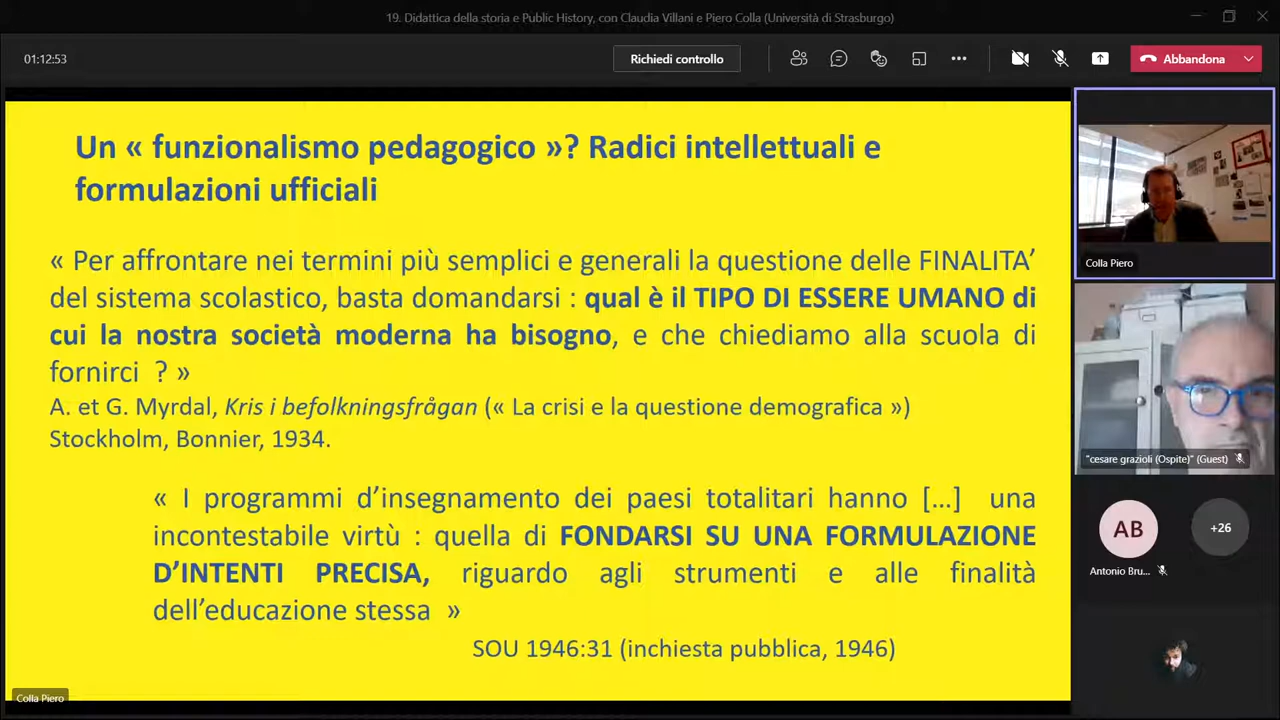 19. Didattica della storia e Public History, con Claudia Villani e Piero Colla (Università di Strasburgo)
01:12:53
Richiedi controllo
Abbandona
Un « funzionalismo pedagogico »? Radici intellettuali e
formulazioni ufficiali
« Per affrontare nei termini più semplici e generali la questione delle FINALITA’
del sistema scolastico, basta domandarsi : qual è il TIPO DI ESSERE UMANO di
cui la nostra società moderna ha bisogno, e che chiediamo alla scuola di
fornirci ? »
A. et G. Myrdal, Kris i befolkningsfrågan (« La crisi e la questione demografica »)
Stockholm, Bonnier, 1934.
« I programmi d’insegnamento dei paesi totalitari hanno [...] una
incontestabile virtù : quella di FONDARSI SU UNA FORMULAZIONE
D’INTENTI PRECISA, riguardo agli strumenti e alle finalità
dell’educazione stessa »
SOU 1946:31 (inchiesta pubblica, 1946)
Colla Piero
Colla Piero
"cesare grazioli (Ospite)" (Guest)
AB
+26
Antonio Bru...